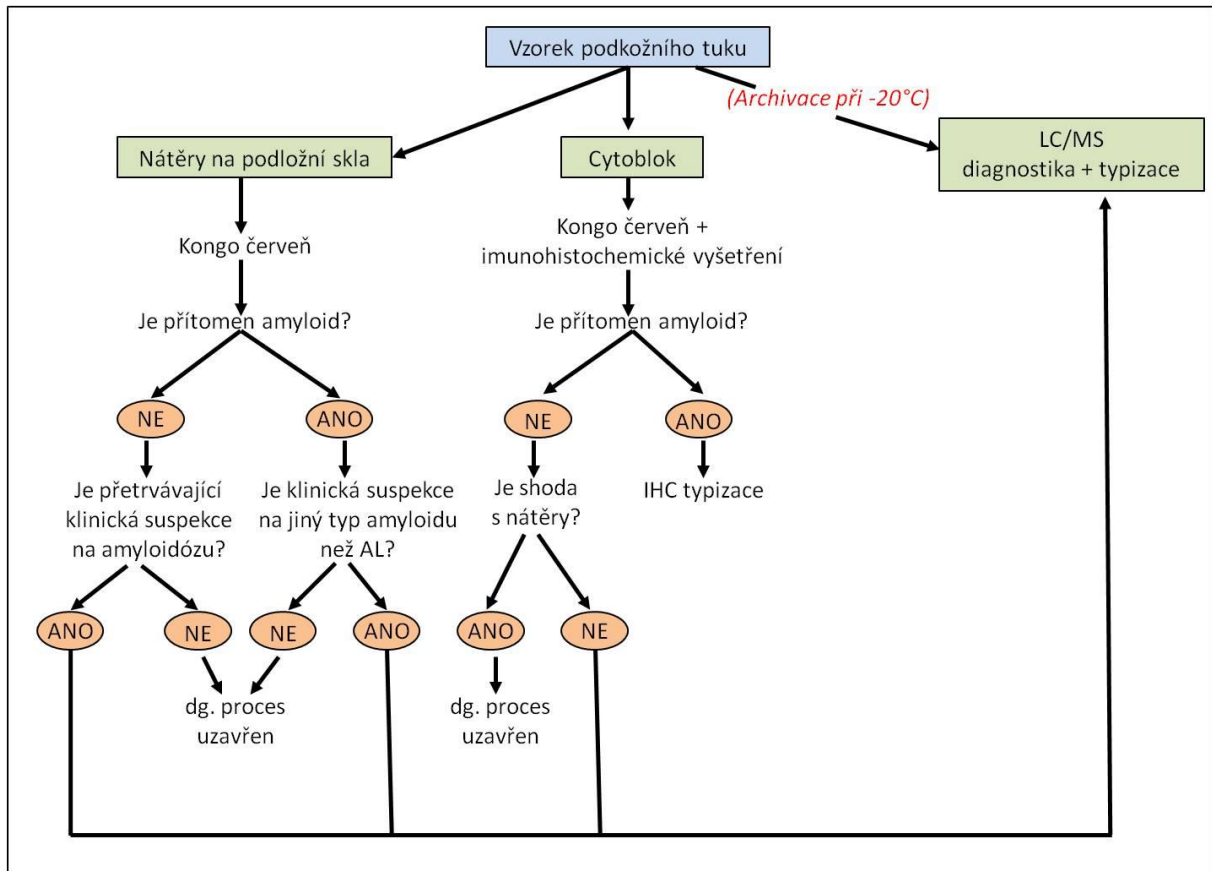 Vzorek podkožního tuku
(Archivace při -20°C)
Nátěry na podložní skla
Cytoblok
LC/MS
diagnostika + typizace
Kongo červeň
Kongo červeň +
imunohistochemické vyšetření
Je přítomen amyloid?
Je přítomen amyloid?
NE
ANO
NE
ANO
Je přetrvávající
klinická suspekce
na amyloidózu?
Je klinická suspekce
na jiný typ amyloidu
než AL?
Je shoda
s nátěry?
IHC typizace
ANO
NE
NE
ANO
ANO
NE
dg. proces
uzavřen
dg. proces
uzavřen